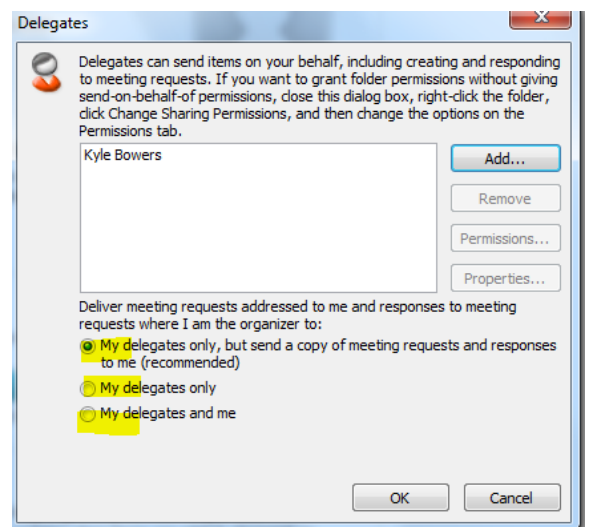 Delegates
Delegates can send items on your behalf, including creating and responding
to meeting requests. If you want to grant folder permissions without giving
send-on-behalf-of permissions, close this dialog box, right-click the folder,
click Change Sharing Permissions, and then change the options on the
Permissions tab.
Kyle Bowers
Add...
Remove
Permissions...
Properties...
Deliver meeting requests addressed to me and responses to meeting
requests where I am the organizer to:
My delegates only, but send a copy of meeting requests and responses
to me (recommended)
My delegates only
My delegates and me
OK
Cancel